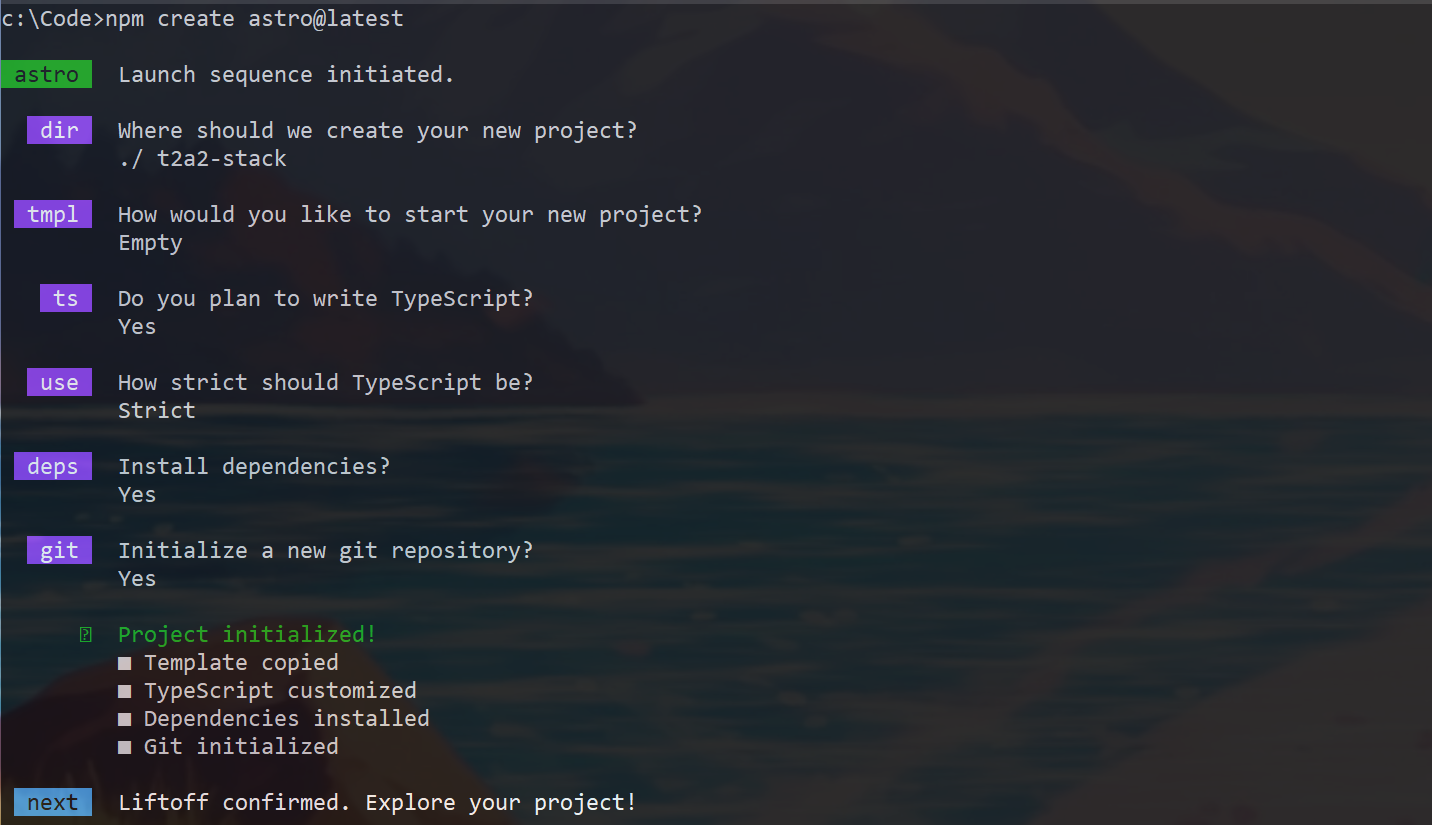 c:\Code>npm create astro@latest
astro Launch sequence initiated.
dir Where should we create your new project?
./ t2a2-stack
tmpl How would you like to start your new project?
Empty
ts Do you plan to write TypeScript?
Yes
use How strict should TypeScript be?
Strict
deps Install dependencies?
Yes
git Initialize a new git repository?
Yes
Project initialized!
■ Template copied
■ TypeScript customized
■ Dependencies installed
■ Git initialized
next Liftoff confirmed. Explore your project!